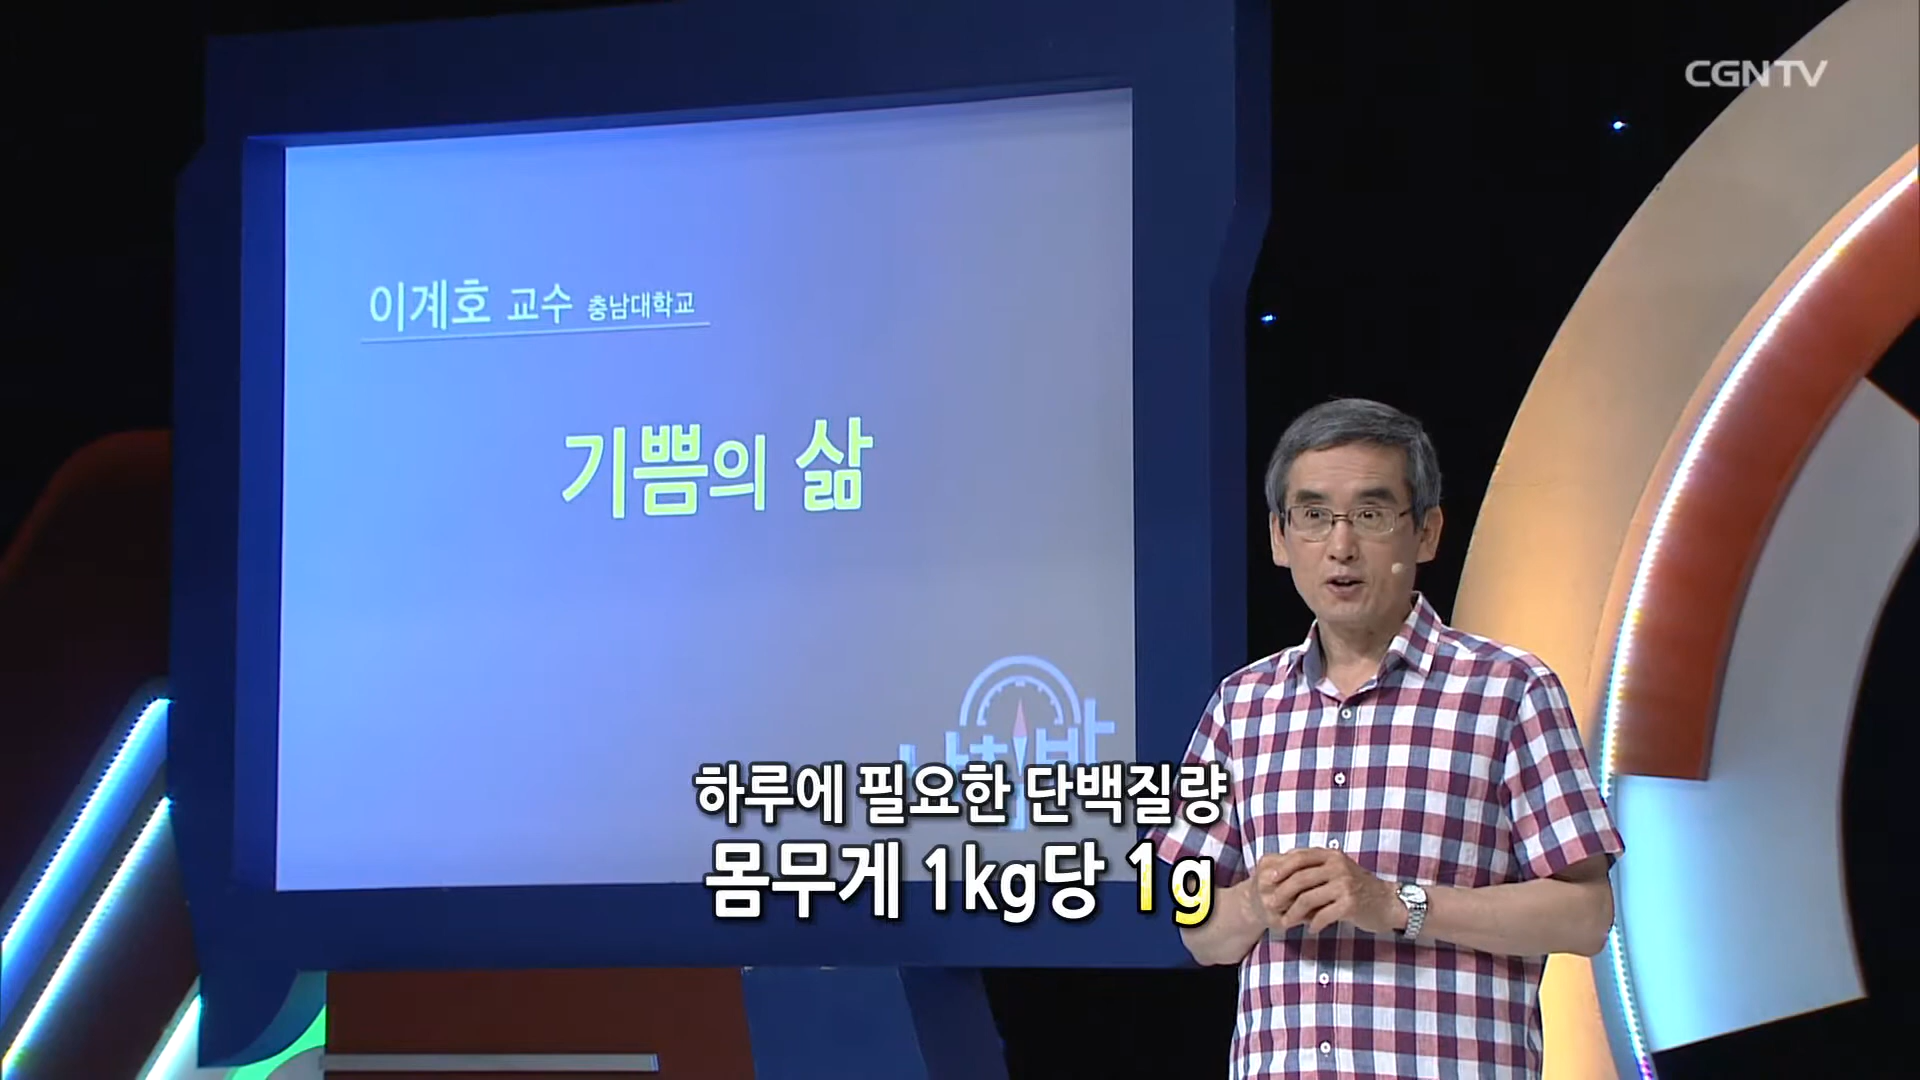 CGNTV
이계호 교수 충남대학교
기쁨의 삶
하루에 필요한 단백질량
몸무게 1kg당 1g